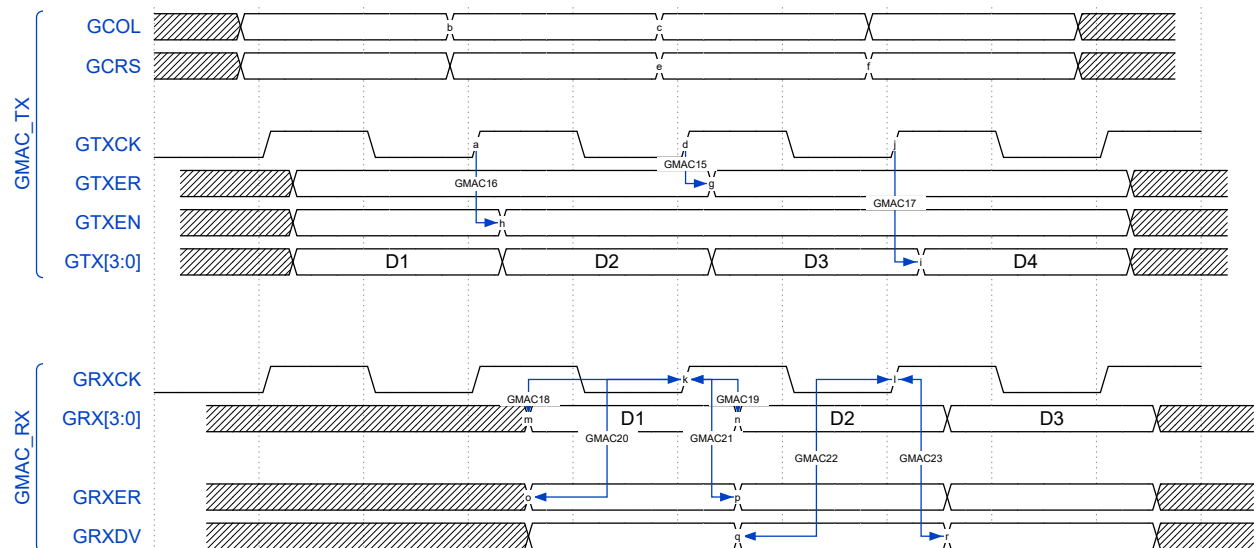 GMAC_TX
GCOL b c
GCRS e f
GTXCK a d j
GMAC15
GTXER g
GMAC16
GMAC17
GTXEN h
GTX[3:0] D1 D2 D3 i D4
GMAC_RX
GRXCK k l
GMAC18 GMAC19
GRX[3:0] m D1 n D2 D3
GMAC20 GMAC21
GMAC22 GMAC23
GRXER o p
GRXDV q r